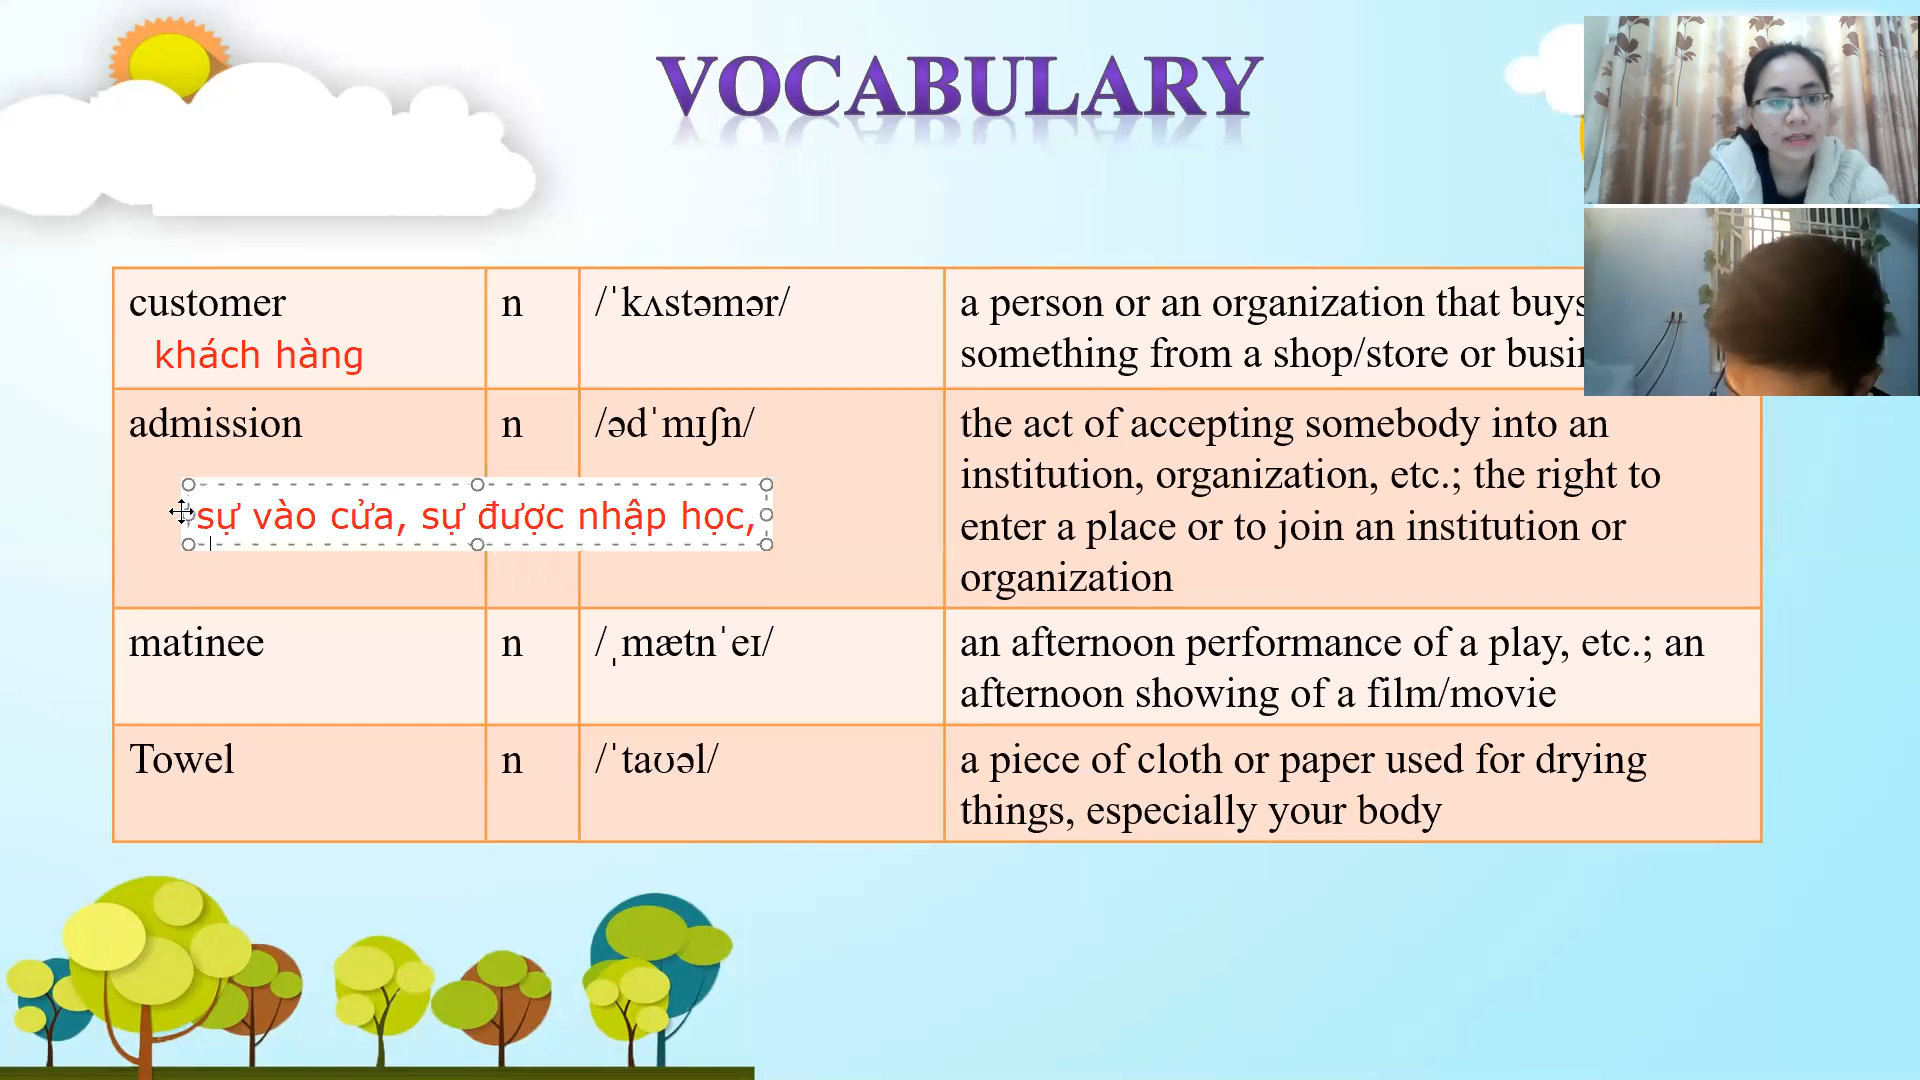 VOCABULARY
customer n /ˈkʌstəmər/ a person or an organization that buys
khách hàng something from a shop/store or busi
admission n /ədˈmɪʃn/ the act of accepting somebody into an
institution, organization, etc.; the right to
sự vào cửa, sự được nhập học,
enter a place or to join an institution or
organization
matinee n /ˌmætnˈeɪ/ an afternoon performance of a play, etc.; an
afternoon showing of a film/movie
Towel n /ˈtaʊəl/ a piece of cloth or paper used for drying
things, especially your body